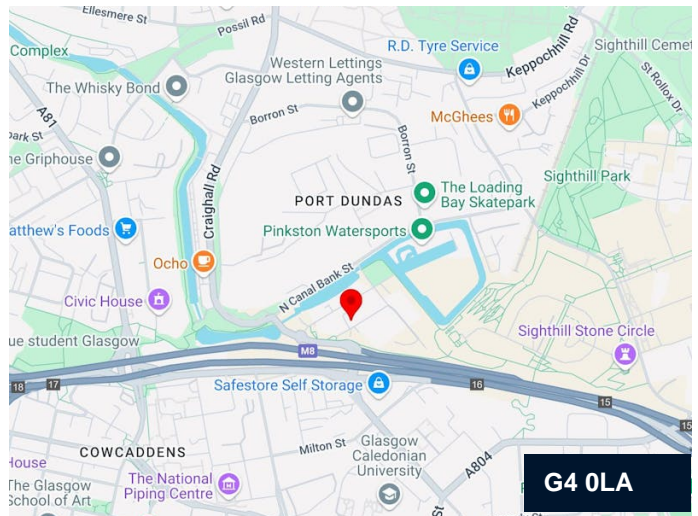 Ellesmere St
Possil Rd
R.D. Tyre Service
Sighthill Cemet
Complex
Western Lettings
Glasgow Letting Agents
Keppochhill Rd
The Whisky Bond
Keppochhill Dr
St Rollox Dr
A81
Borron St
McGhees
park St
he Griphouse
Borron St
Sighthill Park
Craighall Rd
PORT DUNDAS
The Loading
Bay Skatepark
atthew's Foods
Pinkston Watersports
Ocho
N Canal Bank St
Civic House
Sighthill Stone Circle
ue student Glasgow
M8
18
17
Safestore Self Storage
16
15
15
COWCADDENS
Milton St
Glasgow
Caledonian
University
A804
House
The Glasgow
School of Art
The National
Piping Centre
G4 0LA